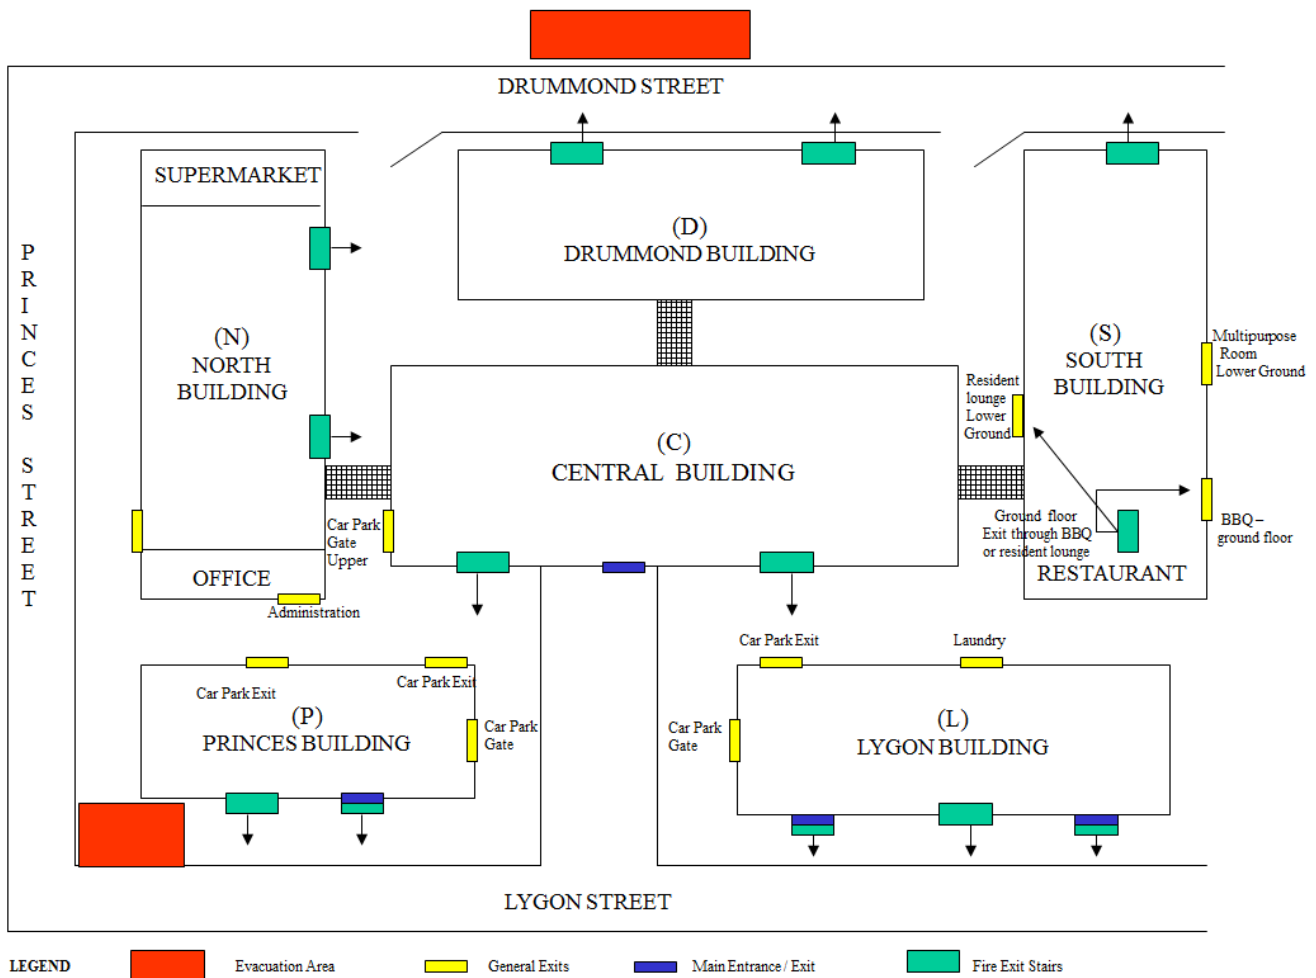 DRUMMOND STREET
SUPERMARKET
(D)
DRUMMOND BUILDING
PRINCES STREET
(N)
NORTH
BUILDING
(S)
SOUTH
BUILDING
Multipurpose
Room
Lower Ground
Resident
lounge
Lower
Ground
(C)
CENTRAL BUILDING
Car Park
Gate
Upper
Ground floor
Exit through BBQ
or resident lounge
BBQ –
ground floor
OFFICE
RESTAURANT
Administration
Car Park Exit
Laundry
Car Park Exit
Car Park Exit
(P)
PRINCES BUILDING
Car Park
Gate
Car Park
Gate
(L)
LYGON BUILDING
LYGON STREET
LEGEND
Evacuation Area
General Exits
Main Entrance / Exit
Fire Exit Stairs